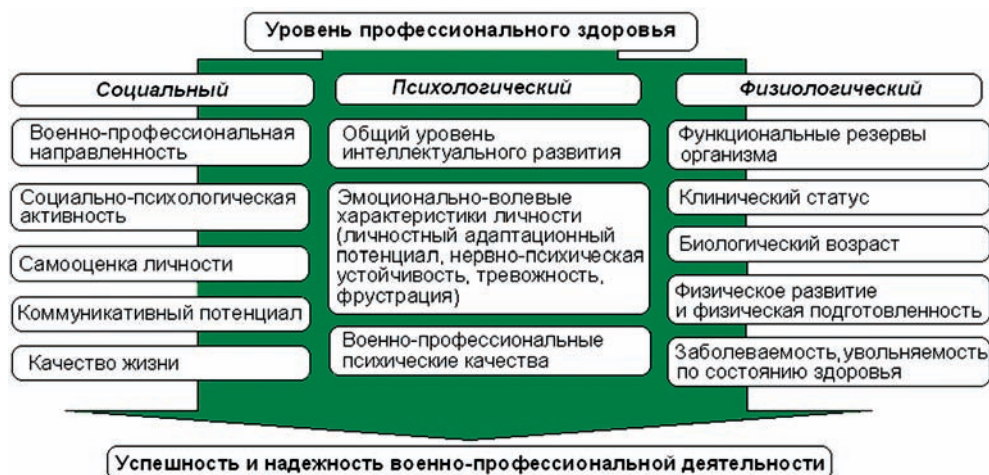 Уровень профессионального здоровья
Социальный
Военно-профессиональная
направленность
Социально-психологическая
активность
Самооценка личности
Коммуникативный потенциал
Качество жизни
Психологический
Общий уровень
интеллектуального развития
Эмоционально-волевые
характеристики личности
(личностный адаптационный
потенциал, нервно-психическая
устойчивость, тревожность,
фрустрация)
Военно-профессиональные
психические качества
Физиологический
Функциональные резервы
организма
Клинический статус
Биологический возраст
Физическое развитие
и физическая подготовленность
Заболеваемость, увольняемость
по состоянию здоровья
Успешность и надежность военно-профессиональной деятельности